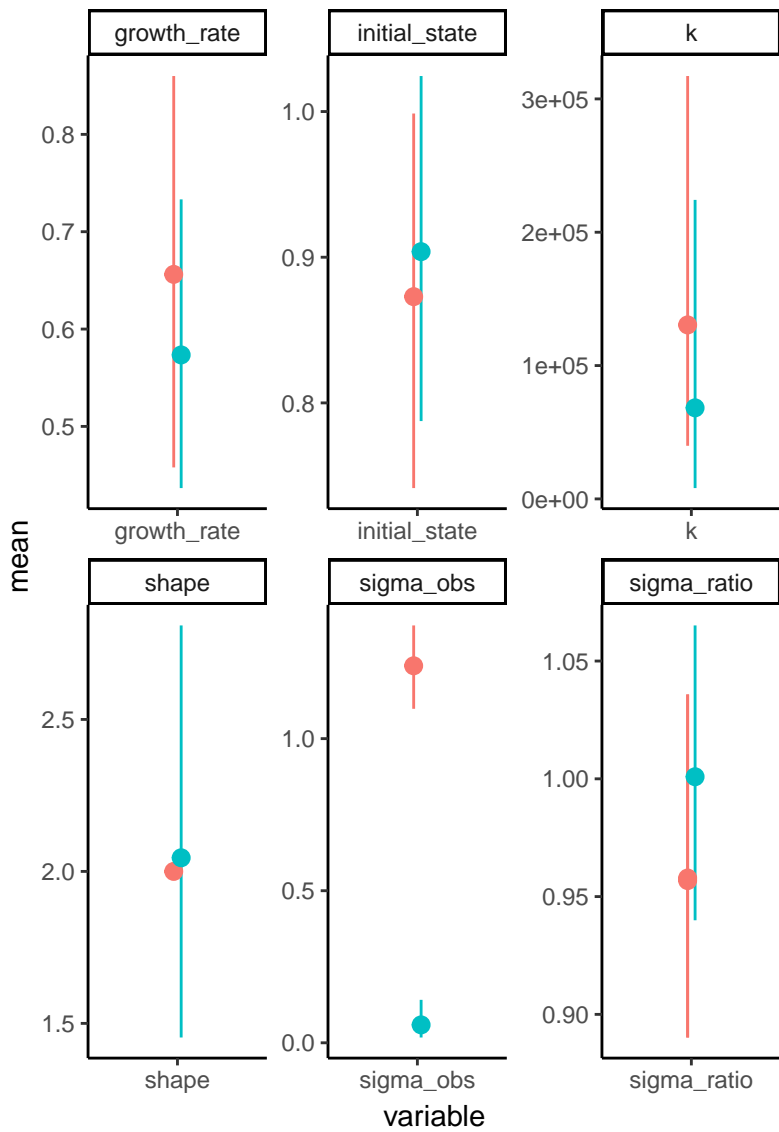 growth_rate
initial_state
k
0.8
0.7
0.6
0.5
1.0
0.9
0.8
3e+05
2e+05
1e+05
0e+00
growth_rate
initial_state
k
mean
shape
sigma_obs
sigma_ratio
2.5
2.0
1.5
1.0
0.5
0.0
1.05
1.00
0.95
0.90
shape
sigma_obs
sigma_ratio
variable